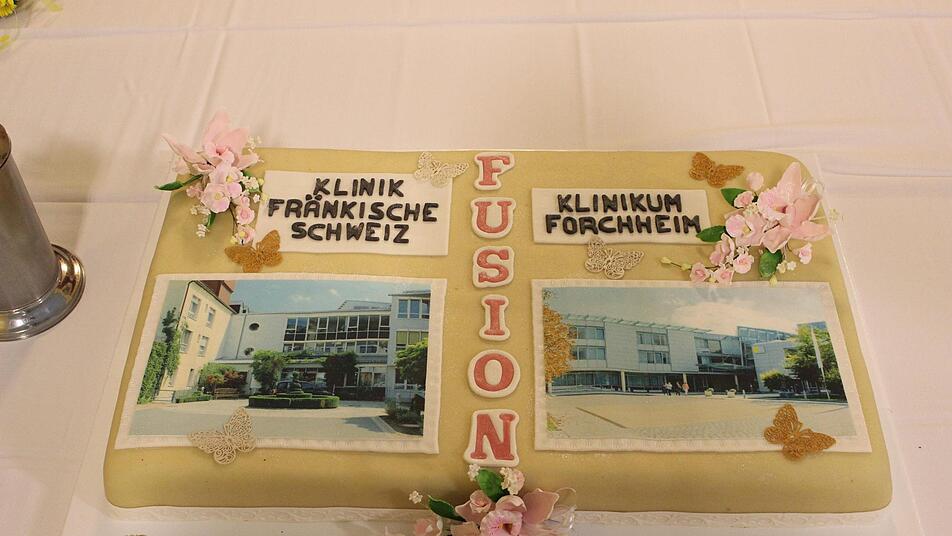 KLINIK
FRÄNKISCHE
SCHWEIZ
FUSION
KLINIKUM
FORCHHEIM